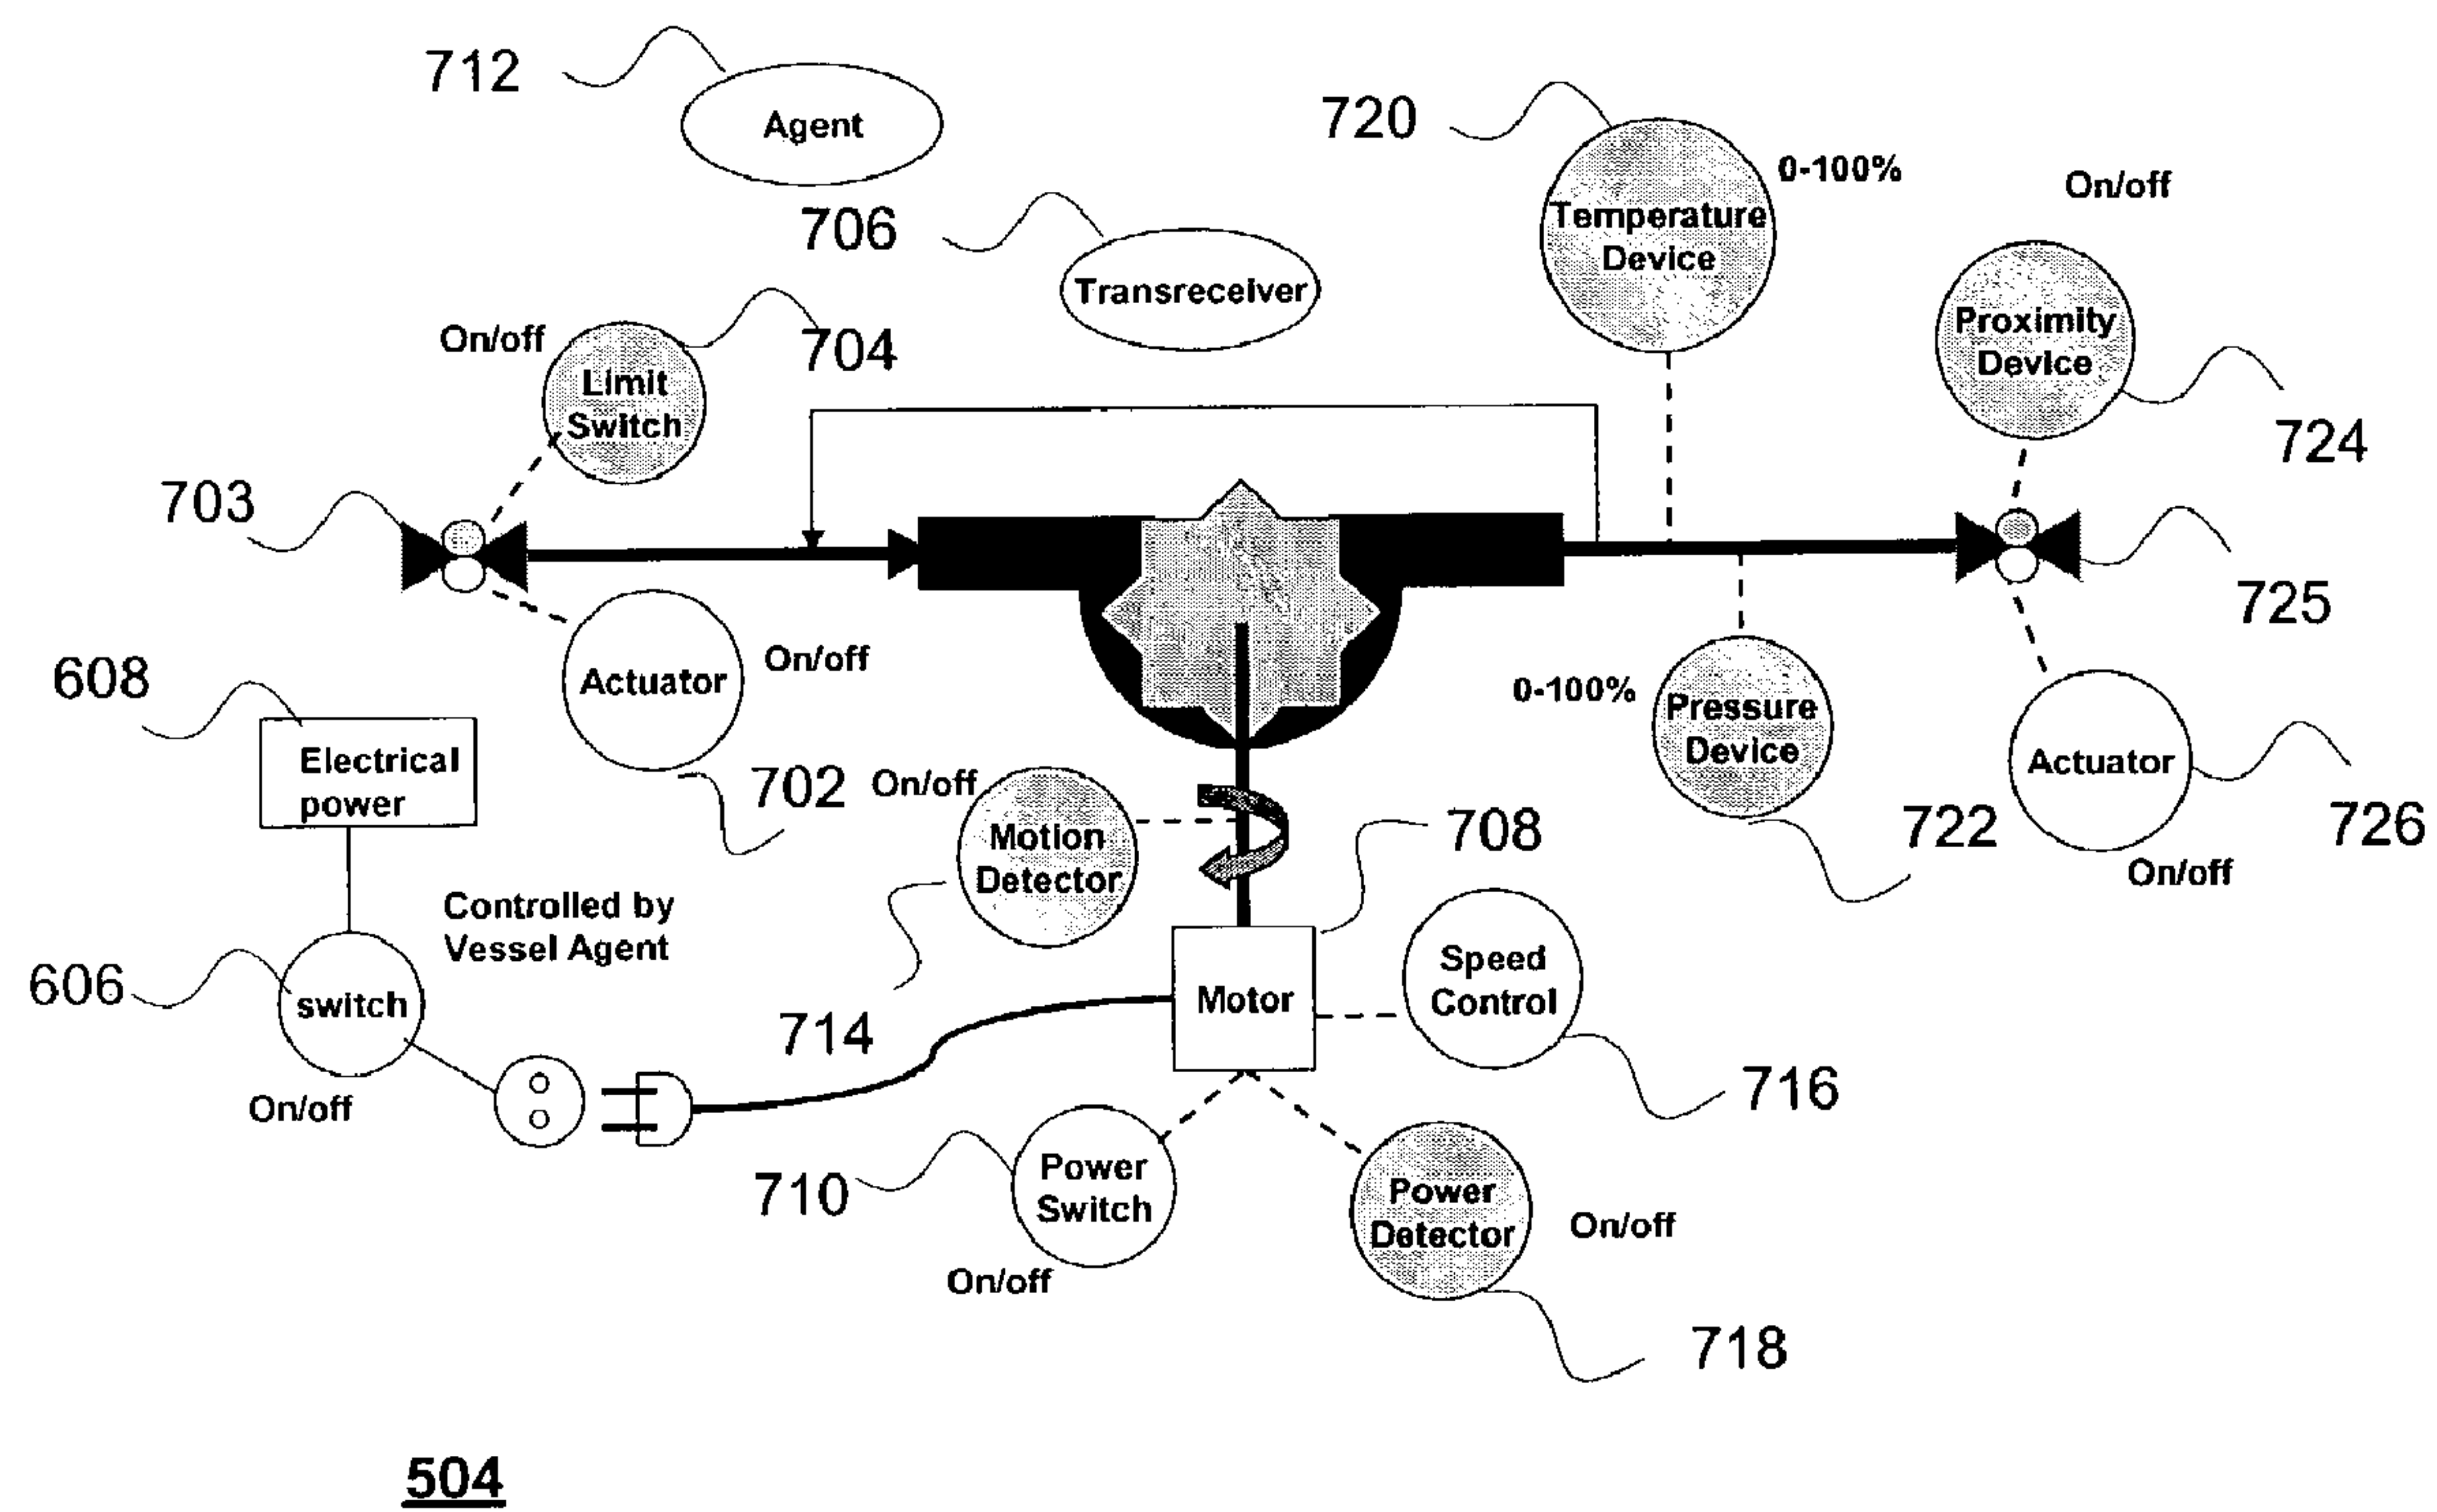 712
Agent
720
0-100%
On/off
Temperature
Device
706
Transreceiver
Proximity
Device
724
On/off
704
Limit
Switch
703
725
Actuator
On/off
702
608
Electrical
power
0-100%
Pressure
Device
722
Actuator
726
On/off
On/off
Motion
Detector
714
708
Controlled by
Vessel Agent
606
switch
On/off
Motor
Speed
Control
716
710
Power
Switch
On/off
Power
Detector
On/off
718
504